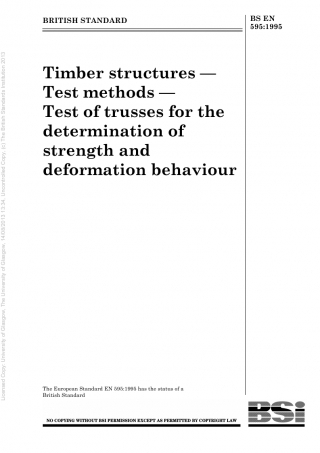 BRITISH STANDARD
BS EN
595:1995
Timber structures —
Test methods —
Test of trusses for the
determination of
strength and
deformation behaviour
The European Standard EN 595:1995 has the status of a
British Standard
NO COPYING WITHOUT BSI PERMISSION EXCEPT AS PERMITTED BY COPYRIGHT LAW
BSi
Licensed Copy: University of Glasgow, The University of Glasgow, 14/03/2013 13:34, Uncontrolled Copy, (c) The British Standards Institution 2013